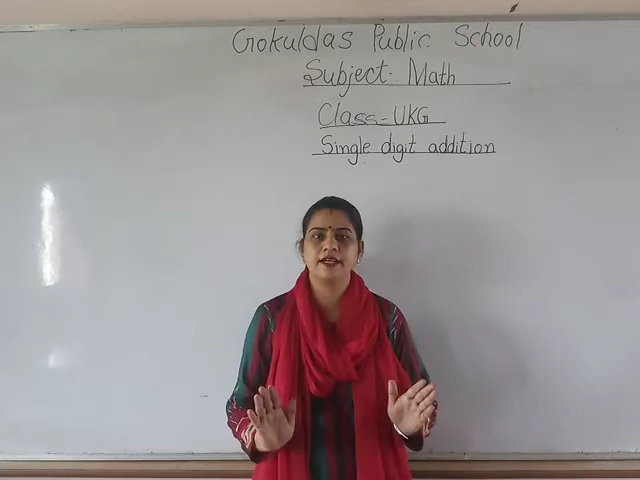 Gokuldas Public School
Subject- Math
Class-UKG
Single digit addition